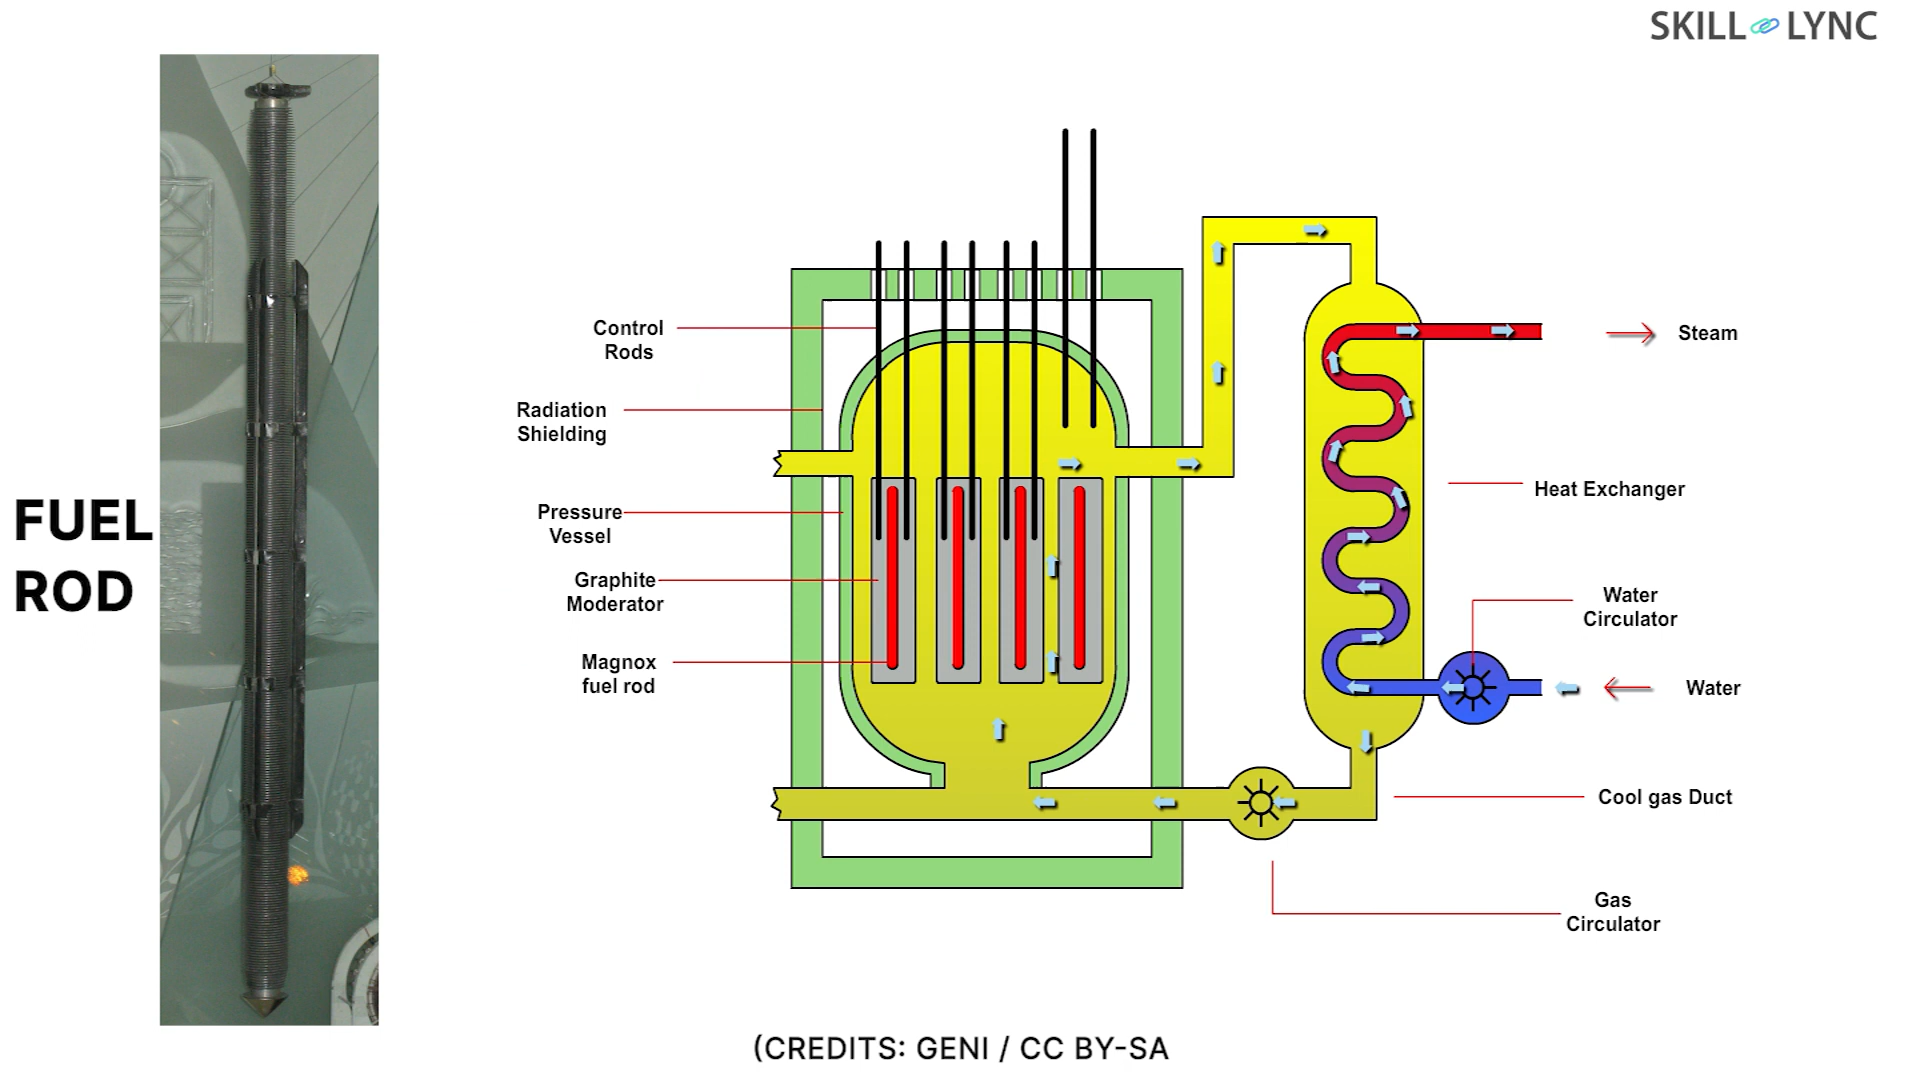 SKILL LYNC
FUEL
ROD
Control
Rods
Radiation
Shielding
Pressure
Vessel
Graphite
Moderator
Magnox
fuel rod
Steam
Heat Exchanger
Water
Circulator
Water
Cool gas Duct
Gas
Circulator
(CREDITS: GENI / CC BY-SA